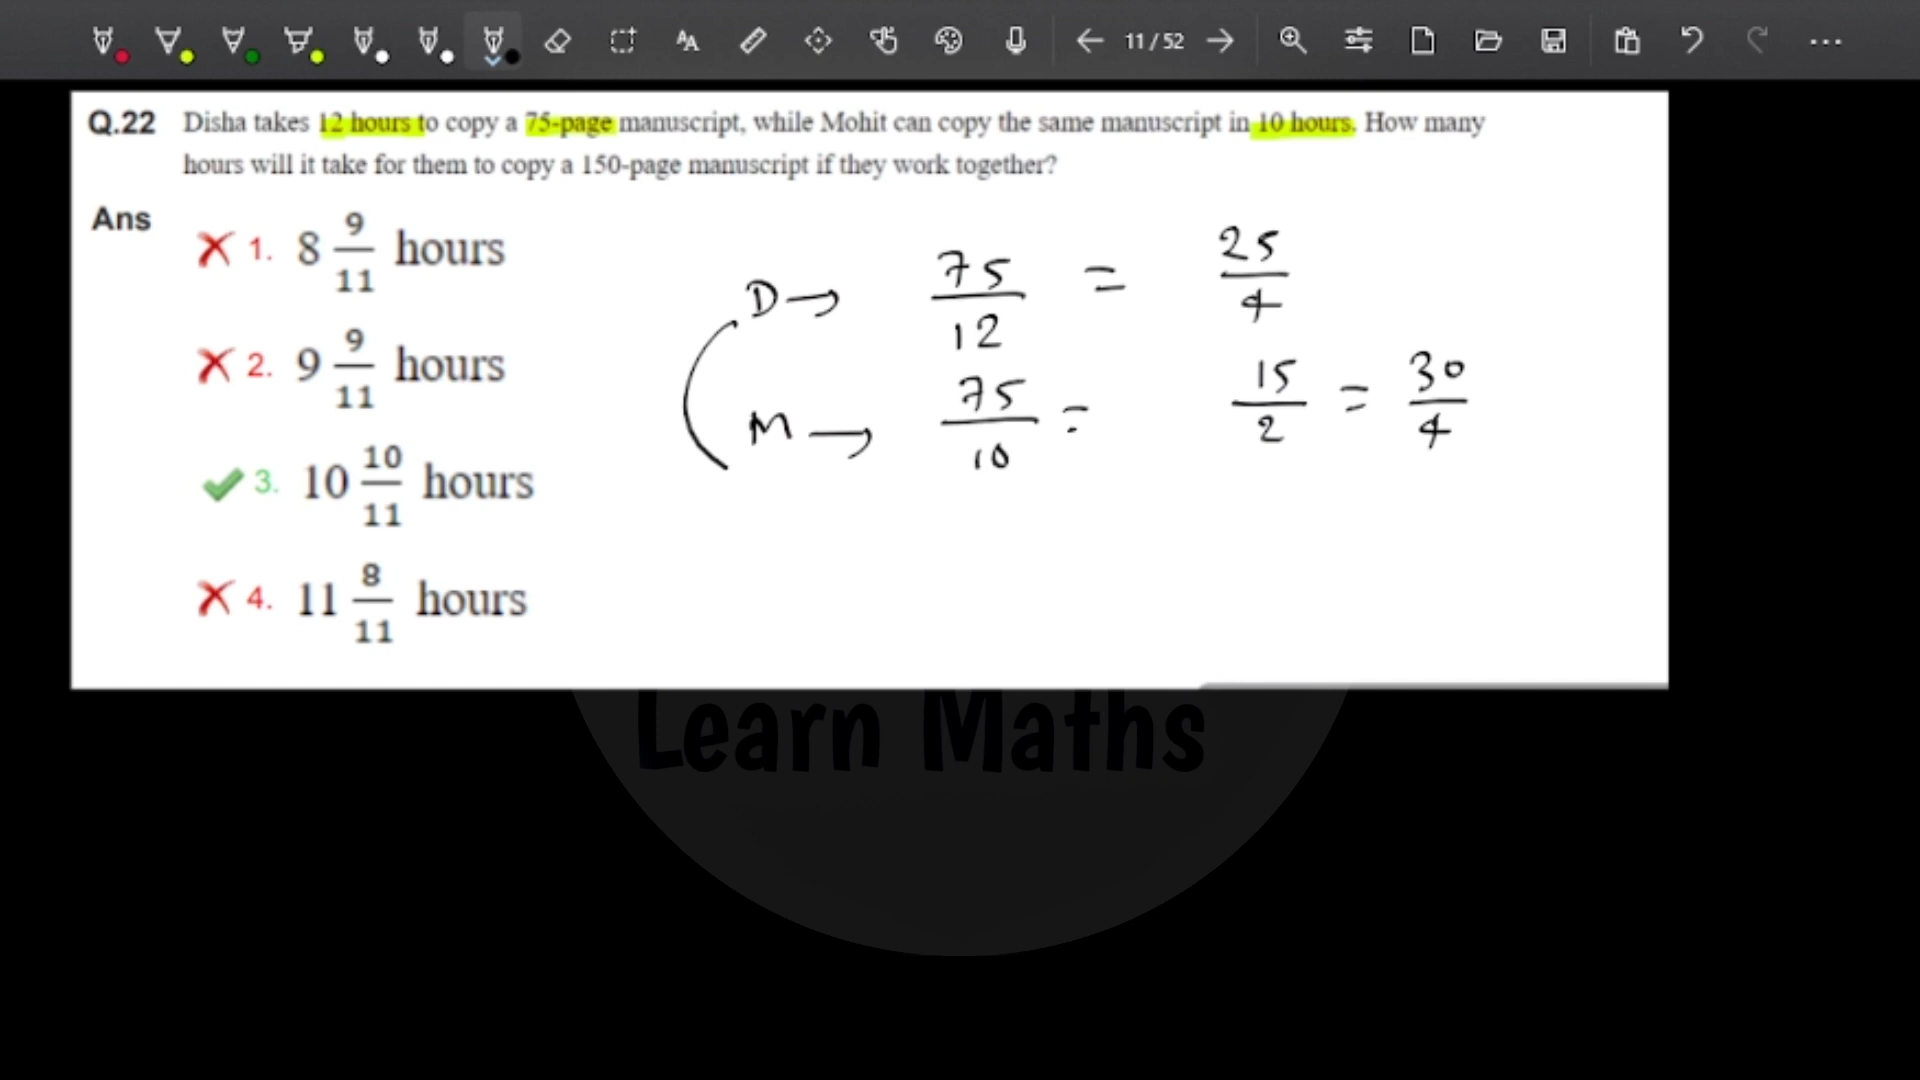 11 / 52
Q.22 Disha takes 12 hours to copy a 75-page manuscript, while Mohit can copy the same manuscript in 10 hours. How many
hours will it take for them to copy a 150-page manuscript if they work together?
Ans
1. 8 9/11 hours
2. 9 9/11 hours
3. 10 10/11 hours
4. 11 8/11 hours
D → 75/12 = 25/4
M → 75/10 = 15/2 = 30/4
Learn Maths